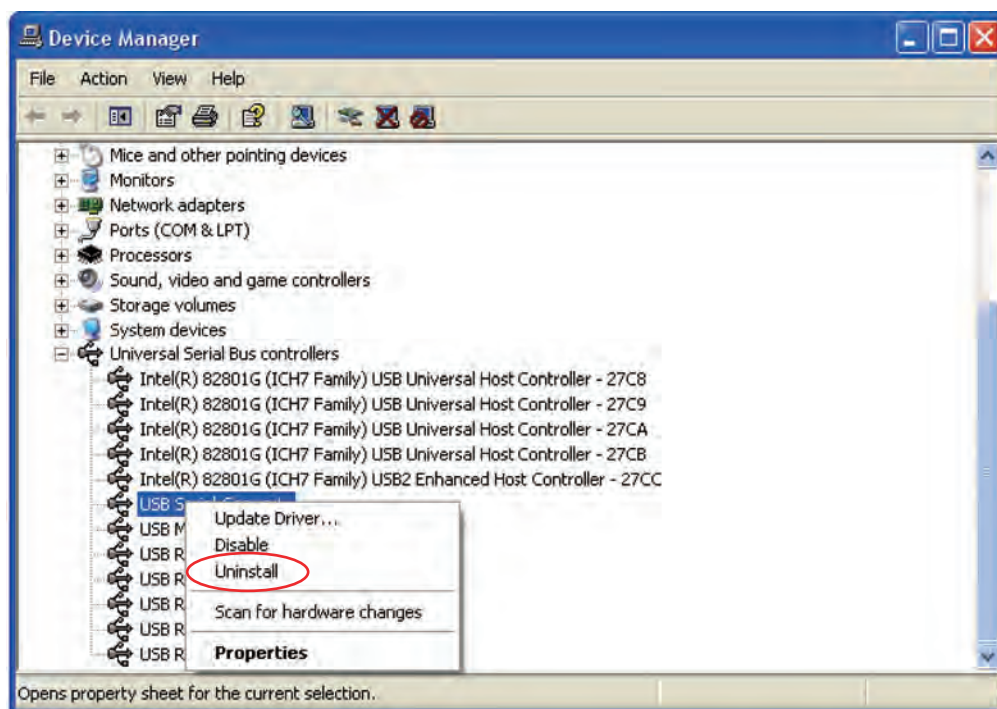 Device Manager
File Action View Help
Mice and other pointing devices
Monitors
Network adapters
Ports (COM & LPT)
Processors
Sound, video and game controllers
Storage volumes
System devices
Universal Serial Bus controllers
Intel(R) 82801G (ICH7 Family) USB Universal Host Controller - 27C8
Intel(R) 82801G (ICH7 Family) USB Universal Host Controller - 27C9
Intel(R) 82801G (ICH7 Family) USB Universal Host Controller - 27CA
Intel(R) 82801G (ICH7 Family) USB Universal Host Controller - 27CB
Intel(R) 82801G (ICH7 Family) USB2 Enhanced Host Controller - 27CC
USB
USB M
USB R
USB R
USB R
USB R
USB R
Update Driver...
Disable
Uninstall
Scan for hardware changes
Properties
Opens property sheet for the current selection.